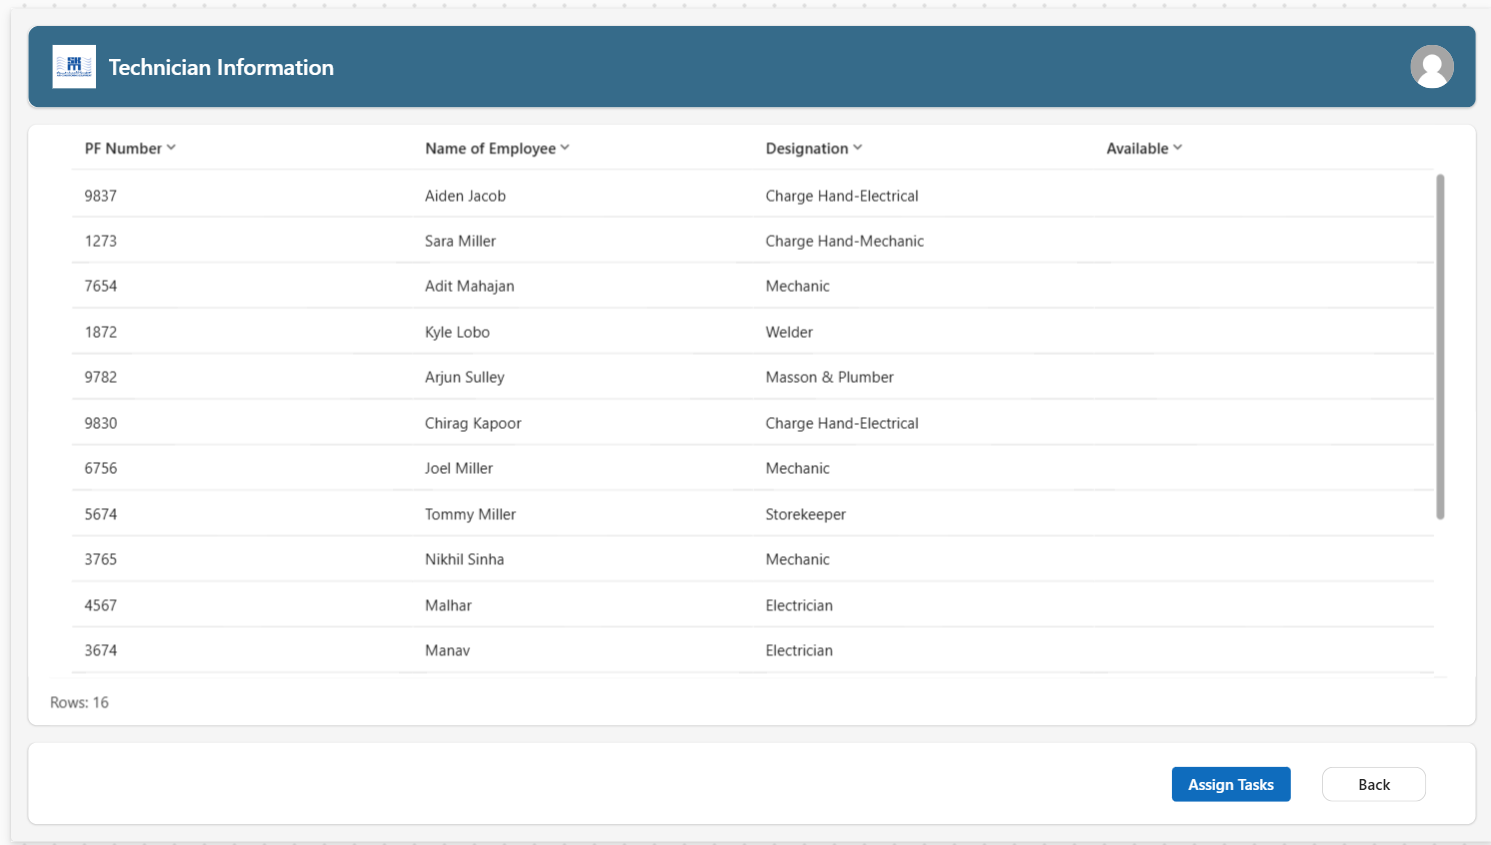 Technician Information
PF Number Name of Employee Designation Available
9837 Aiden Jacob Charge Hand-Electrical
1273 Sara Miller Charge Hand-Mechanic
7654 Adit Mahajan Mechanic
1872 Kyle Lobo Welder
9782 Arjun Sulley Masson & Plumber
9830 Chirag Kapoor Charge Hand-Electrical
6756 Joel Miller Mechanic
5674 Tommy Miller Storekeeper
3765 Nikhil Sinha Mechanic
4567 Malhar Electrician
3674 Manav Electrician
Rows: 16
Assign Tasks Back